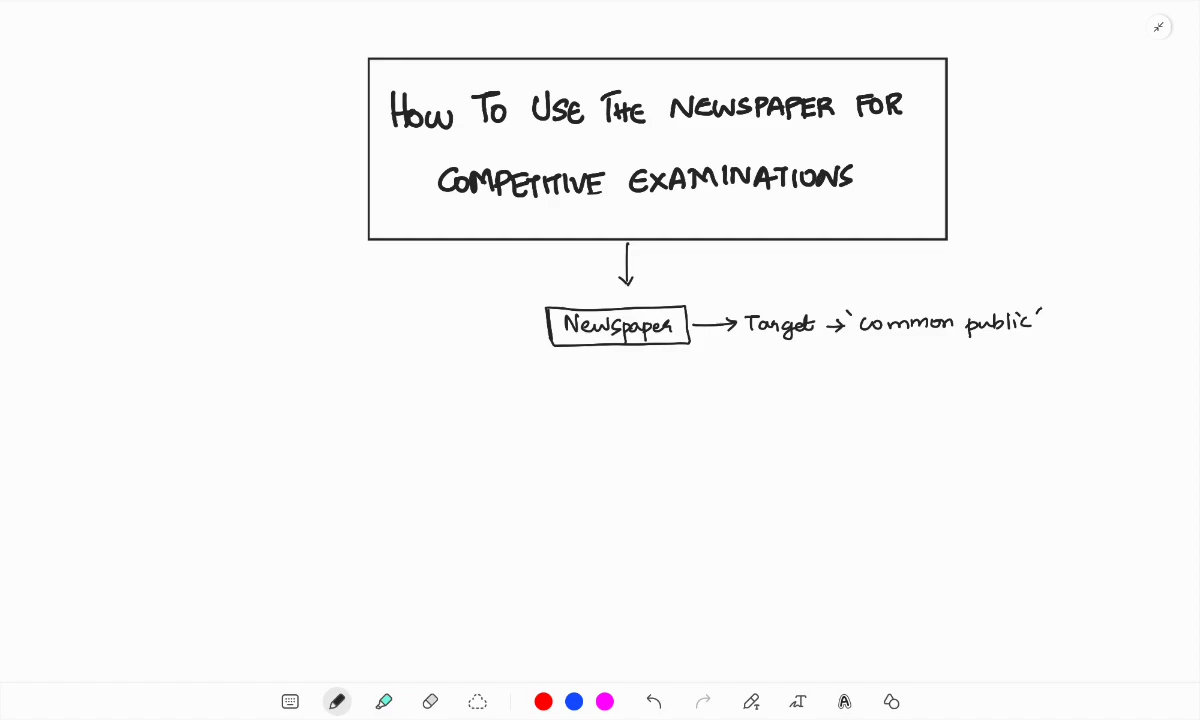 HOW TO USE THE NEWSPAPER FOR
COMPETITIVE EXAMINATIONS
Newspaper → Target → 'common public'